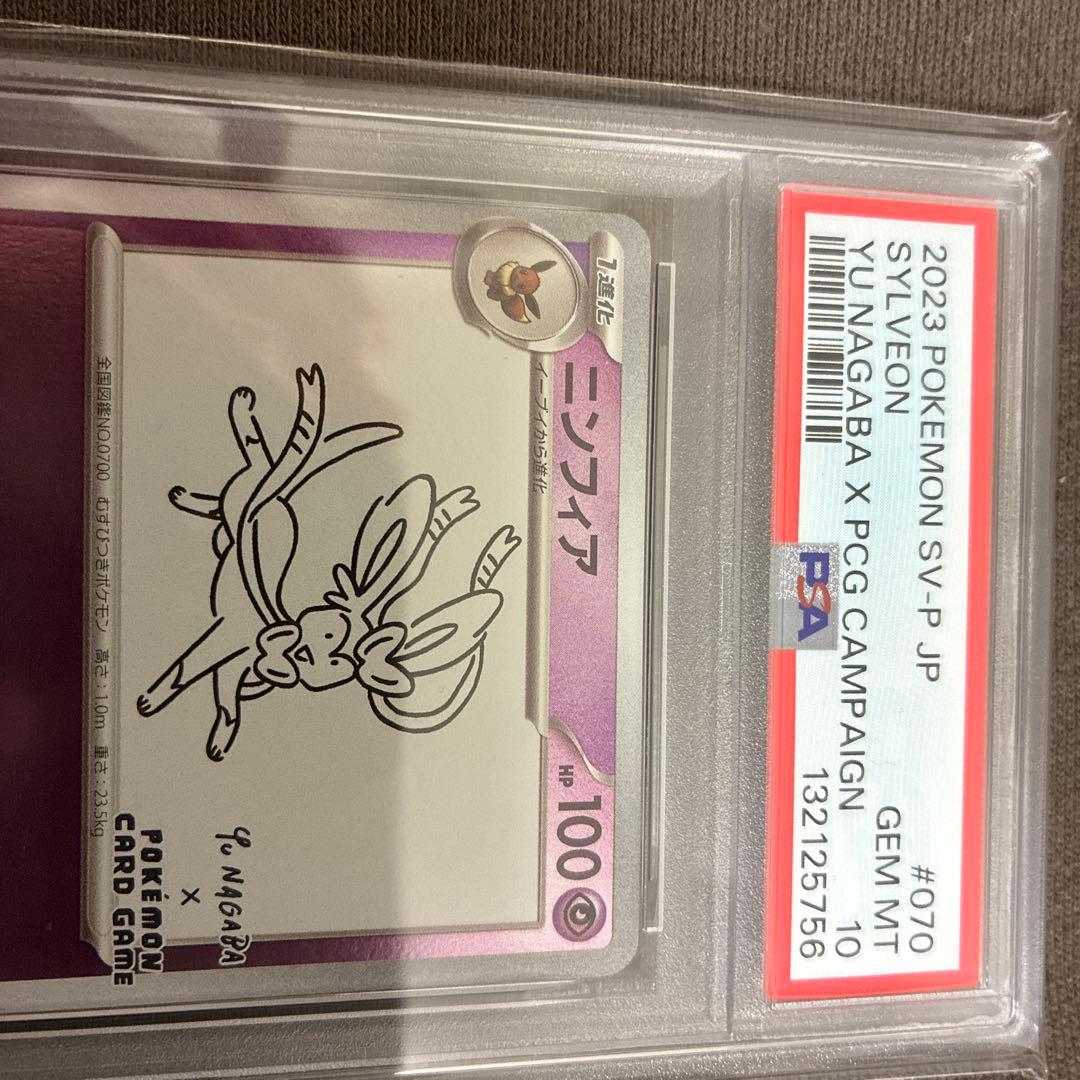 2023 POKEMON SV-P JP #070
SYLVEON GEM MT
YU NAGABA X PCG CAMPAIGN 10
PSA 132125756
1進化
ニンフィア HP 100
イーブイから進化
Yu NAGABA
×
POKÉMON
CARD GAME
全国図鑑NO.0700 むすびつきポケモン 高さ:1.0m 重さ:23.5kg